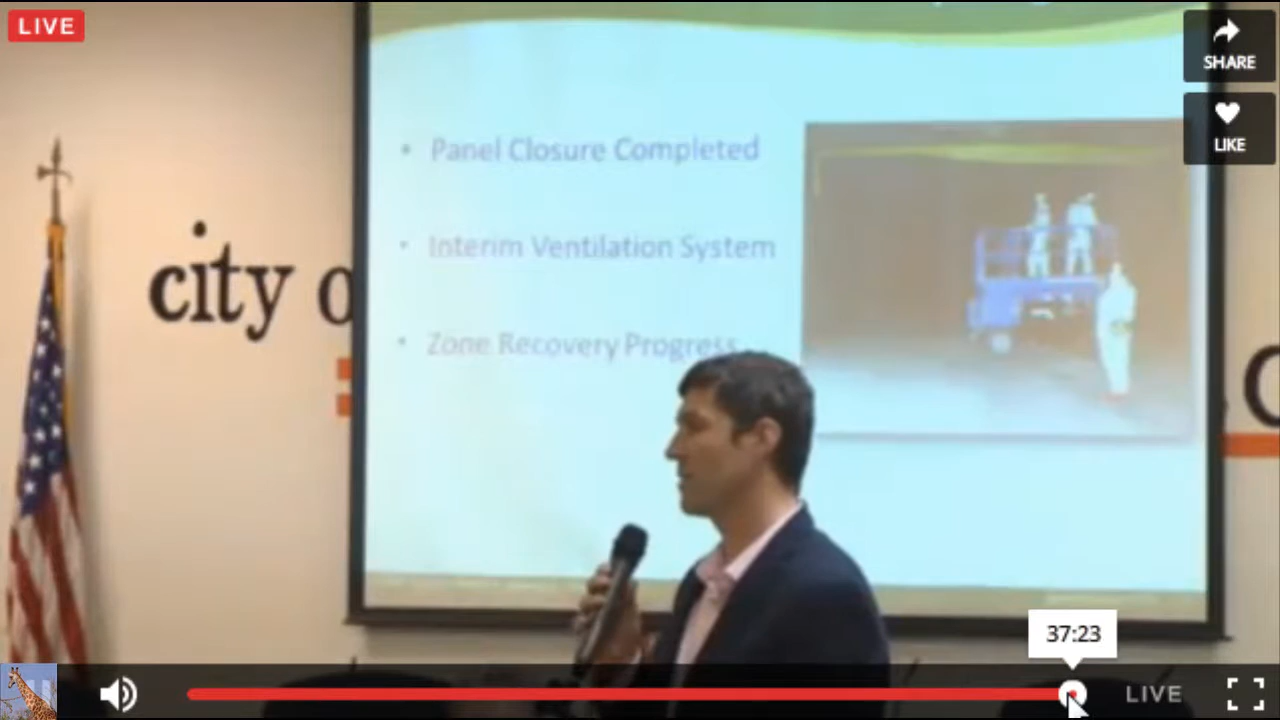 LIVE
SHARE
LIKE
• Panel Closure Completed
• Interim Ventilation System
• Zone Recovery Progress
city o
37:23
LIVE